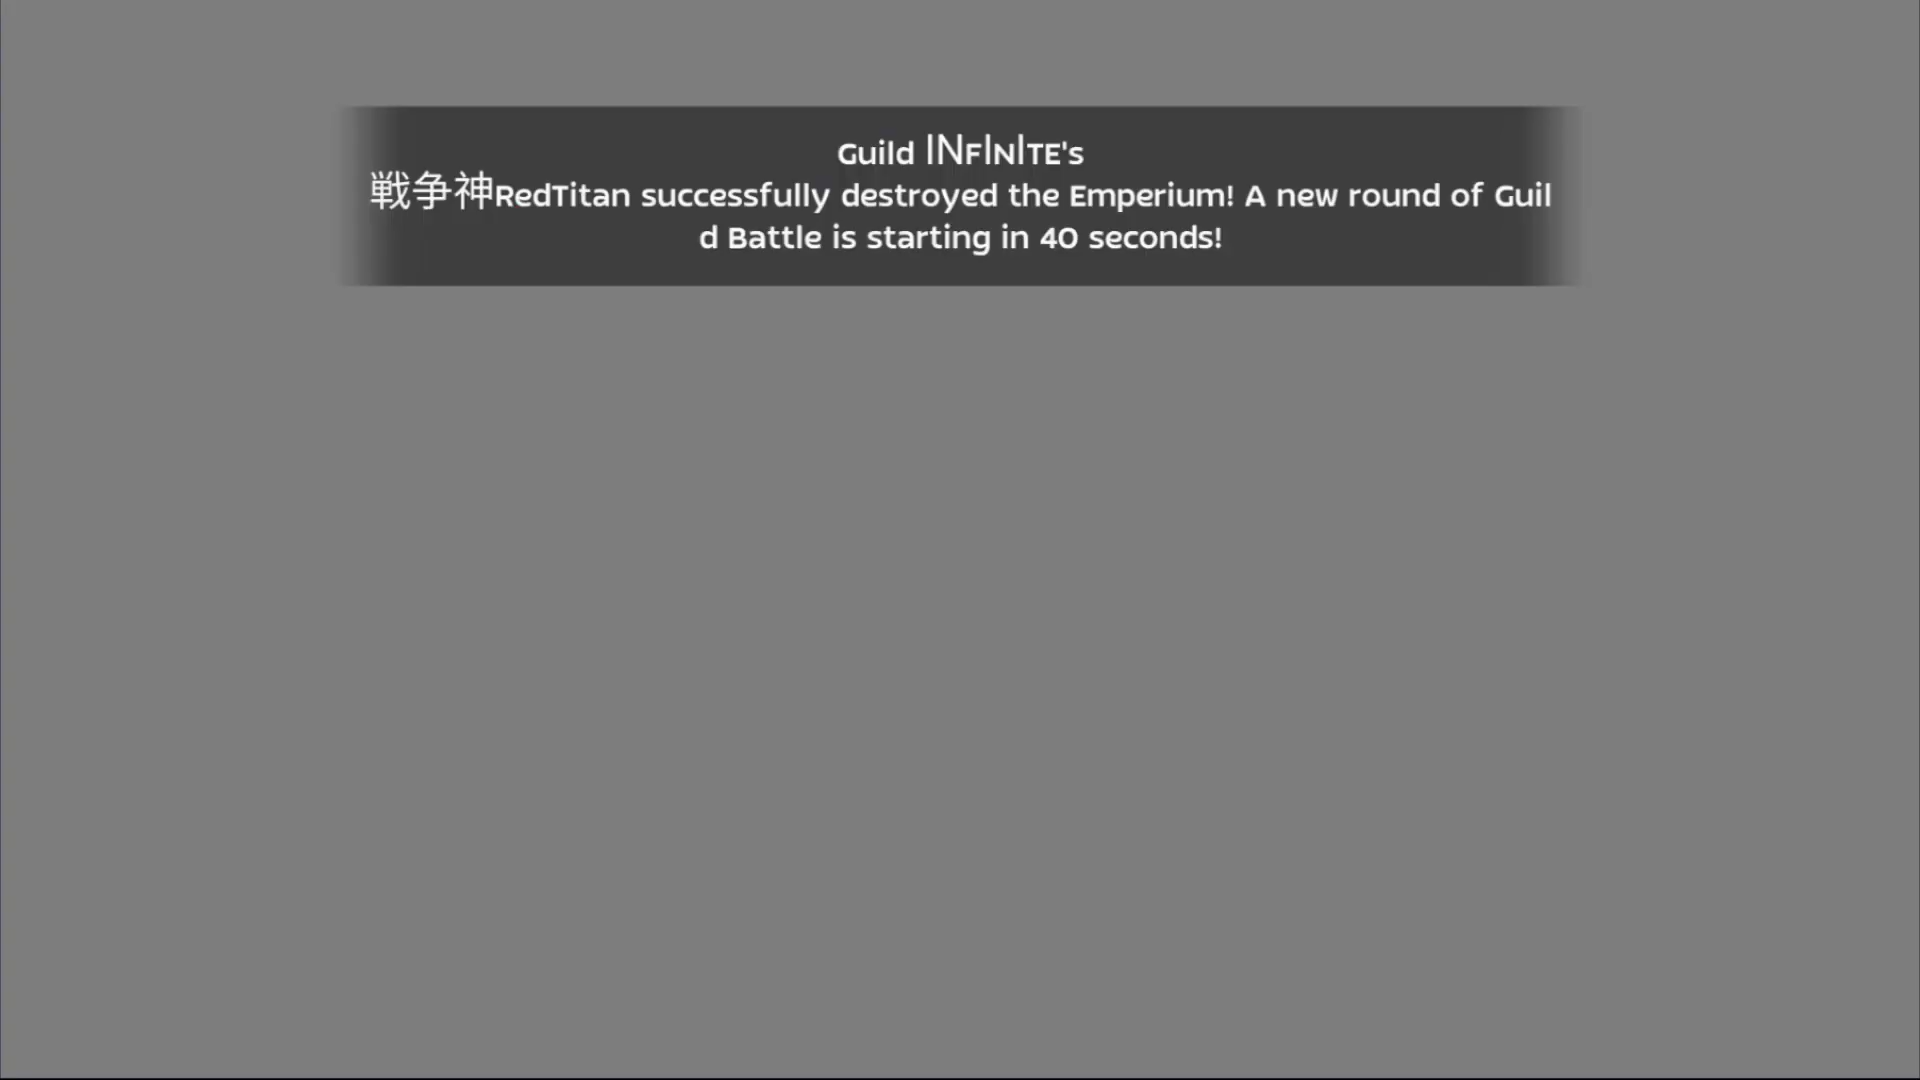 Guild INFINITE's
戦争神RedTitan successfully destroyed the Emperium! A new round of Guil
d Battle is starting in 40 seconds!